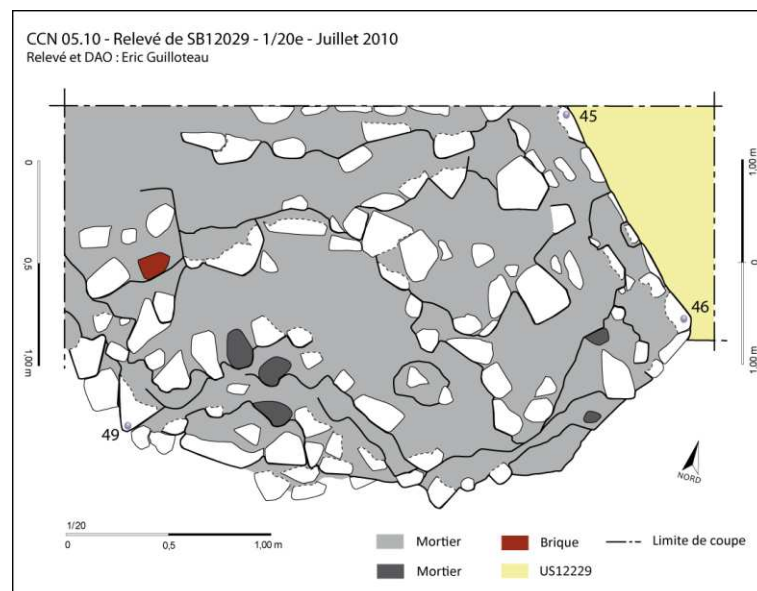 CCN 05.10 - Relevé de SB12029 - 1/20e - Juillet 2010
Relevé et DAO : Eric Guilloteau
45
0
1,00 m
0,5
0
46
1,00 m
1,00 m
49
NORD
1/20
0 0,5 1,00 m
Mortier Brique Limite de coupe
Mortier US12229